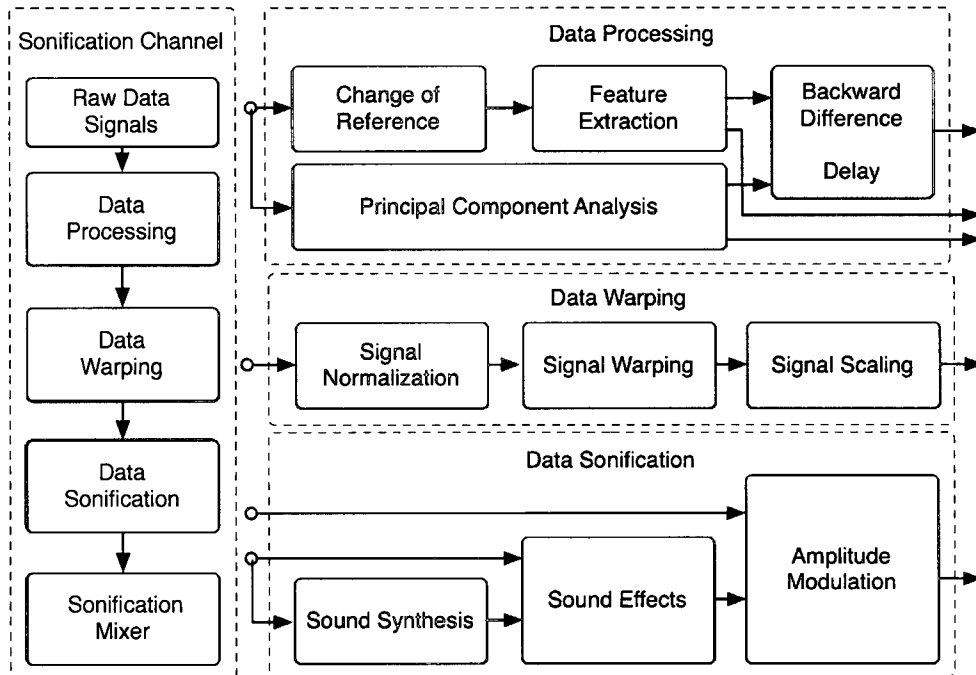 Sonification Channel
Raw Data
Signals
Data
Processing
Data
Warping
Data
Sonification
Sonification
Mixer
Data Processing
Change of
Reference
Feature
Extraction
Backward
Difference
Delay
Principal Component Analysis
Data Warping
Signal
Normalization
Signal Warping
Signal Scaling
Data Sonification
Sound Synthesis
Sound Effects
Amplitude
Modulation